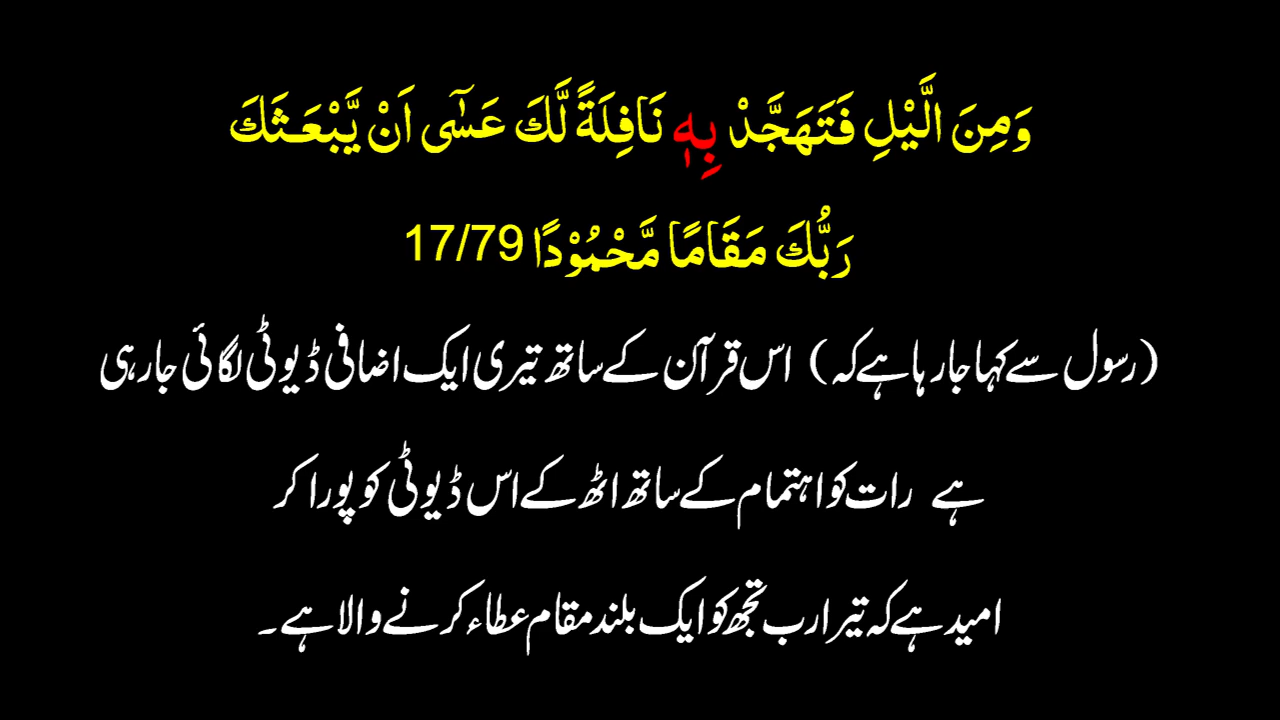 وَمِنَ الَّيْلِ فَتَهَجَّدْ بِهٖ نَافِلَةً لَّكَ عَسٰٓى اَنْ يَّبْعَثَكَ
رَبُّكَ مَقَامًا مَّحْمُوْدًا 17/79
(رسول سے کہا جا رہا ہے کہ) اس قرآن کے ساتھ تیری ایک اضافی ڈیوٹی لگائی جا رہی
ہے رات کو اہتمام کے ساتھ اٹھ کے اس ڈیوٹی کو پورا کر
امید ہے کہ تیرا رب تجھ کو ایک بلند مقام عطاء کرنے والا ہے۔